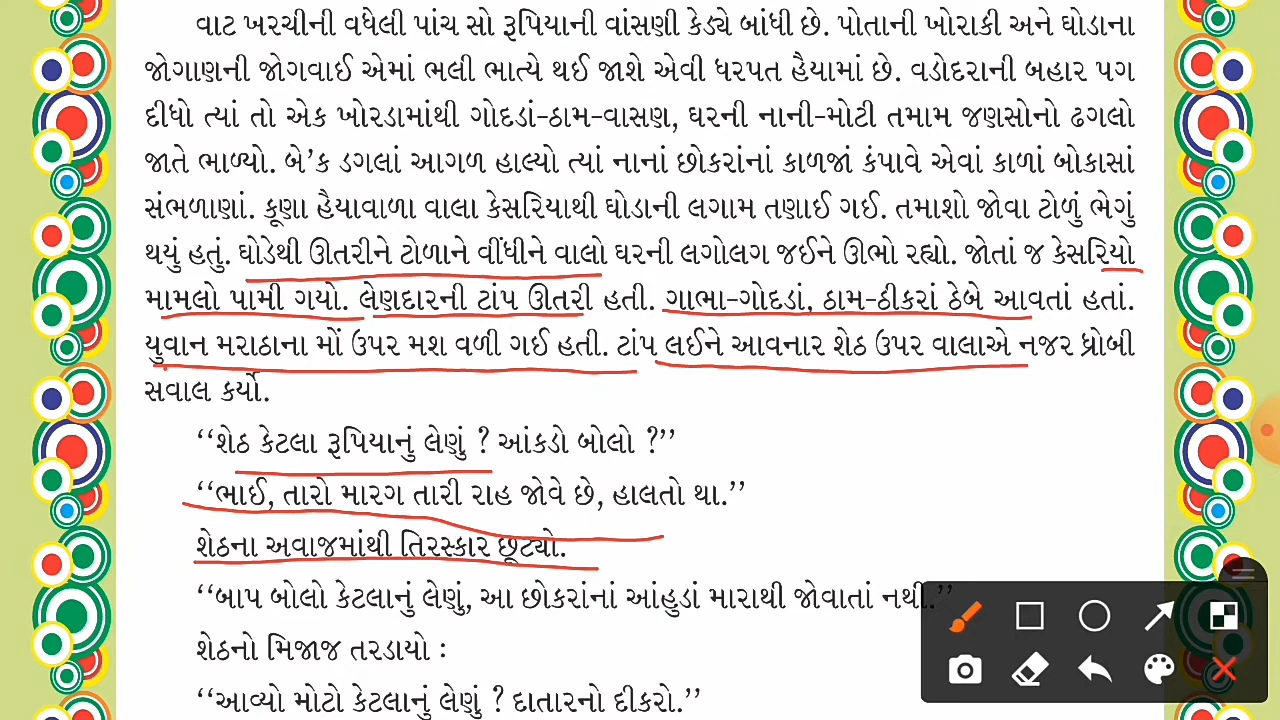 વાટ ખરચીની વધેલી પાંચ સો રૂપિયાની વાંસણી કેડ્યે બાંધી છે. પોતાની ખોરાકી અને ઘોડાના
જોગાણની જોગવાઈ એમાં ભલી ભાત્યે થઈ જાશે એવી ધરપત હૈયામાં છે. વડોદરાની બહાર પગ
દીધો ત્યાં તો એક ખોરડામાંથી ગોદડાં-ઠામ-વાસણ, ઘરની નાની-મોટી તમામ જણસોનો ઢગલો
જાતે ભાળ્યો. બે’ક ડગલાં આગળ હાલ્યો ત્યાં નાનાં છોકરાંનાં કાળજાં કંપાવે એવાં કાળાં બોકાસાં
સંભળાણાં. કૂણા હૈયાવાળા વાલા કેસરિયાથી ઘોડાની લગામ તણાઈ ગઈ. તમાશો જોવા ટોળું ભેગું
થયું હતું. ઘોડેથી ઊતરીને ટોળાને વીંધીને વાલો ઘરની લગોલગ જઈને ઊભો રહ્યો. જોતાં જ કેસરિયો
મામલો પામી ગયો. લેણદારની ટાંપ ઊતરી હતી. ગાભા-ગોદડાં, ઠામ-ઠીકરાં ઠેબે આવતાં હતાં.
યુવાન મરાઠાના મોં ઉપર મશ વળી ગઈ હતી. ટાંપ લઈને આવનાર શેઠ ઉપર વાલાએ નજર ધ્રોબી
સવાલ કર્યો.
‘‘શેઠ કેટલા રૂપિયાનું લેણું ? આંકડો બોલો ?’’
‘‘ભાઈ, તારો મારગ તારી રાહ જોવે છે, હાલતો થા.’’
શેઠના અવાજમાંથી તિરસ્કાર છૂટ્યો.
‘‘બાપ બોલો કેટલાનું લેણું, આ છોકરાંનાં આંહુડાં મારાથી જોવાતાં નથી.’’
શેઠનો મિજાજ તરડાયો :
‘‘આવ્યો મોટો કેટલાનું લેણું ? દાતારનો દીકરો.’’